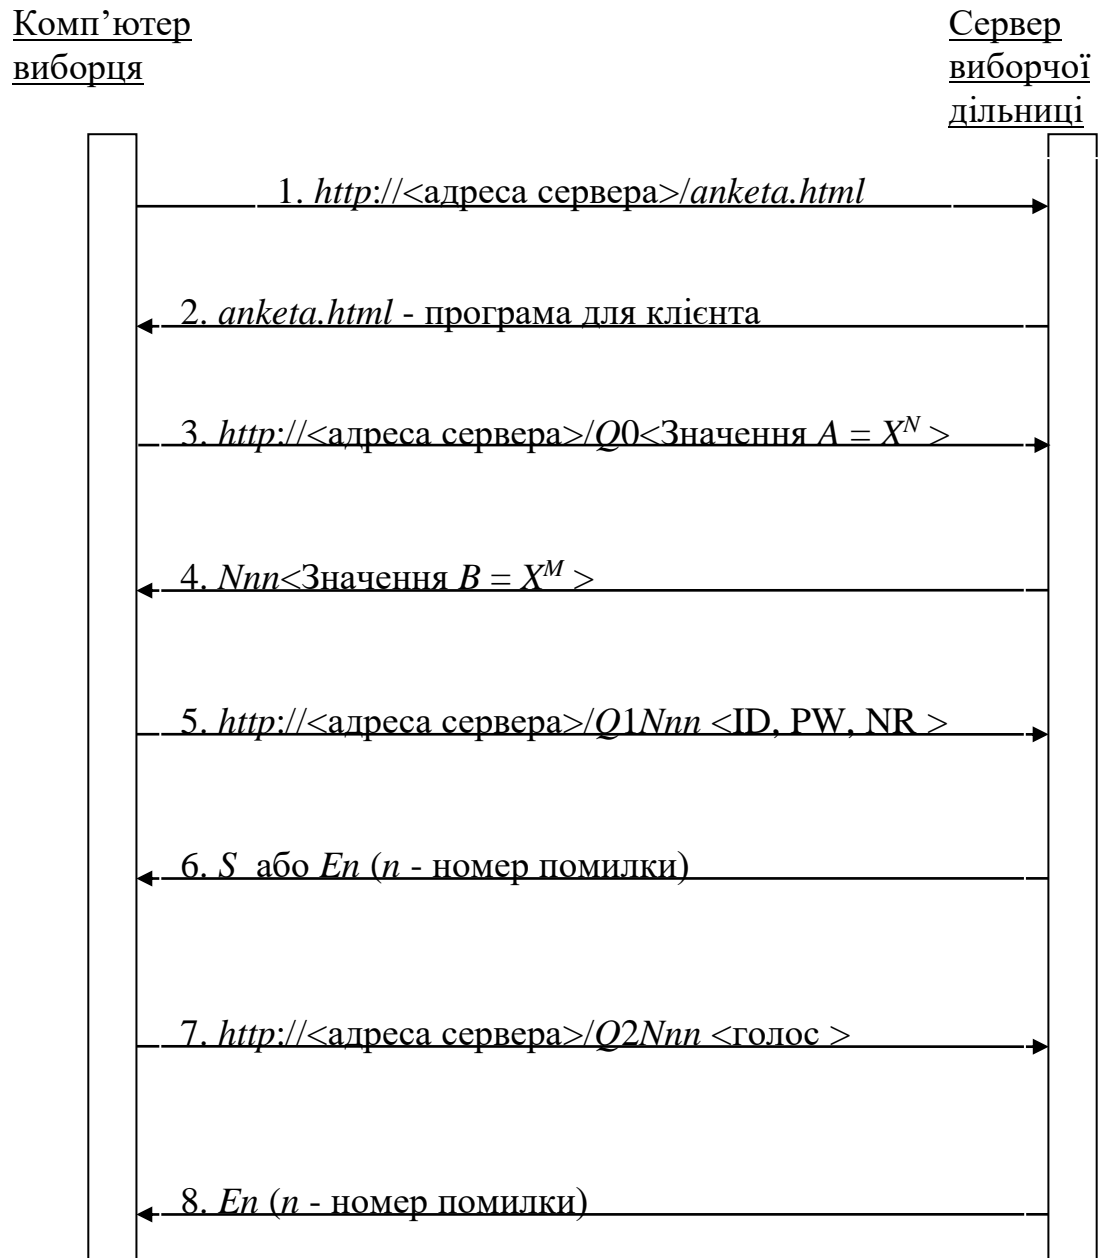 Комп’ютер
виборця
Сервер
виборчої
дільниці
1. http://<адреса сервера>/anketa.html
2. anketa.html - програма для клієнта
3. http://<адреса сервера>/Q0<Значення A = X^N >
4. Nnn<Значення B = X^M >
5. http://<адреса сервера>/Q1Nnn <ID, PW, NR >
6. S або En (n - номер помилки)
7. http://<адреса сервера>/Q2Nnn <голос >
8. En (n - номер помилки)